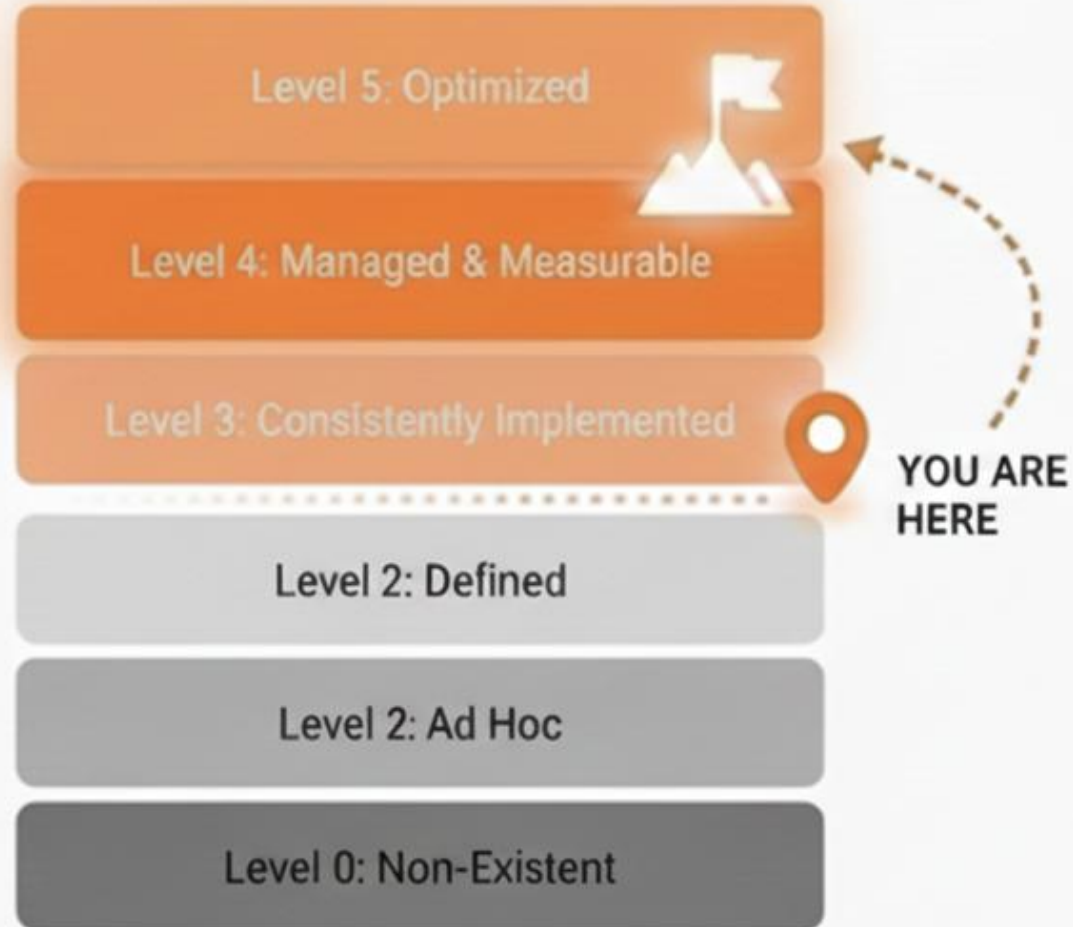 Level 5: Optimized
Level 4: Managed & Measurable
Level 3: Consistently Implemented
YOU ARE
HERE
Level 2: Defined
Level 2: Ad Hoc
Level 0: Non-Existent